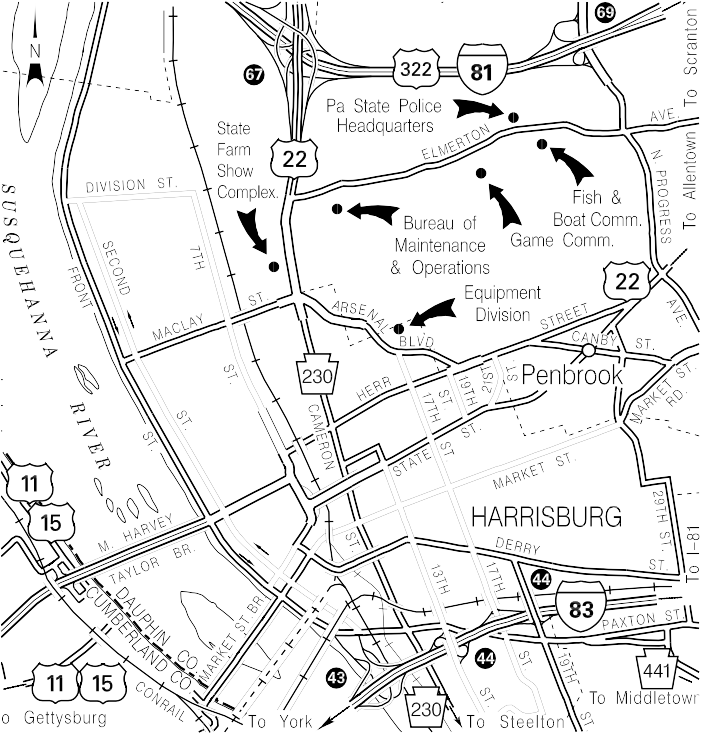 69
N
322
81
67
To Scranton
Pa State Police
Headquarters
AVE.
State
Farm
Show
Complex.
22
ELMERTON
To Allentown
DIVISION ST.
Fish &
Boat Comm.
N PROGRESS
Bureau of
Maintenance
& Operations
Game Comm.
SUSQUEHANNA
RIVER
SECOND
ST.
7TH
ST.
FRONT
ST.
22
AVE.
Equipment
Division
MACLAY ST.
ARSENAL
BLVD
HERR STREET
CANBY ST.
230
Penbrook
MARKET ST.
RD.
CAMERON
ST.
17TH
ST
19TH
ST
21ST
ST
STATE ST.
MARKET ST.
11
15
M. HARVEY
TAYLOR BR.
HARRISBURG
29TH ST.
DERRY ST.
To I-81
13TH
ST.
17TH
ST
44
83
DAUPHIN CO.
CUMBERLAND CO.
MARKET ST BR.
PAXTON ST.
19TH
ST
44
43
441
11
15
CONRAIL
230
To Middletown
o Gettysburg
To York
To Steelton